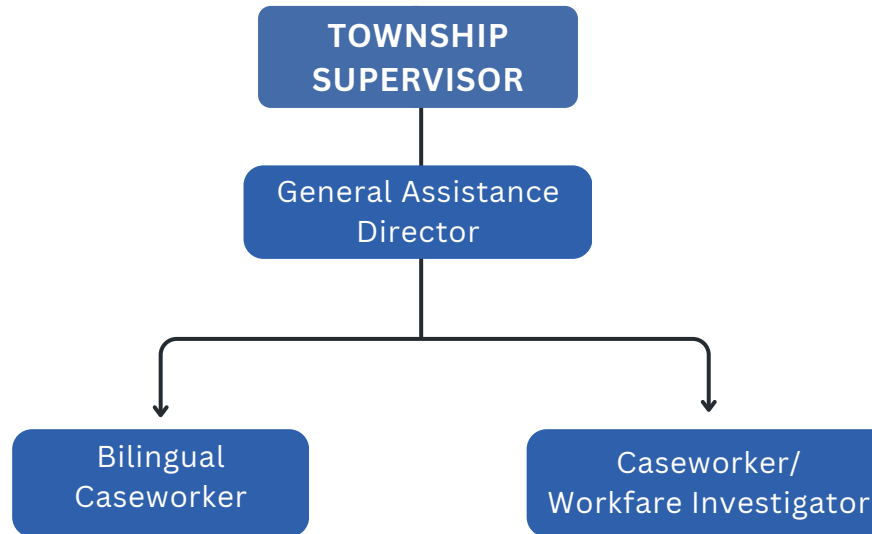 TOWNSHIP
SUPERVISOR
General Assistance
Director
Bilingual
Caseworker
Caseworker/
Workfare Investigator